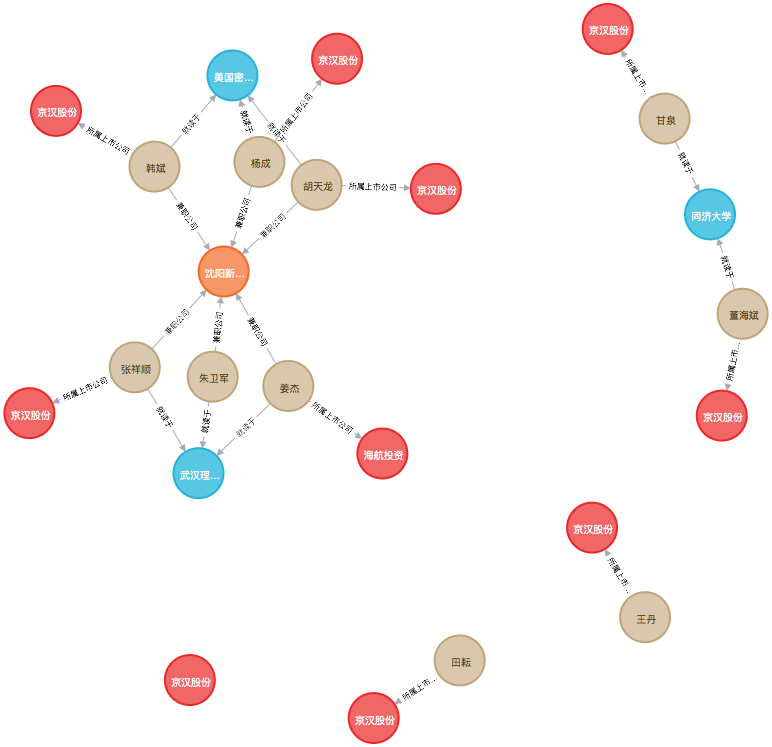 京汉股份
京汉股份
美国密...
京汉股份
所属上市...
所属上市公司
甘泉
所属上市公司
就读于
就读于
就读于
韩斌
杨成
就读于
胡天龙
所属上市公司
京汉股份
兼职公司
兼职公司
兼职公司
同济大学
沈阳新...
就读于
兼职公司
兼职公司
兼职公司
董海斌
张祥顺
朱卫军
姜杰
所属上市...
所属上市公司
京汉股份
就读于
就读于
就读于
所属上市公司
京汉股份
海航投资
武汉理...
京汉股份
所属上市...
王丹
田耘
京汉股份
所属上市...
京汉股份